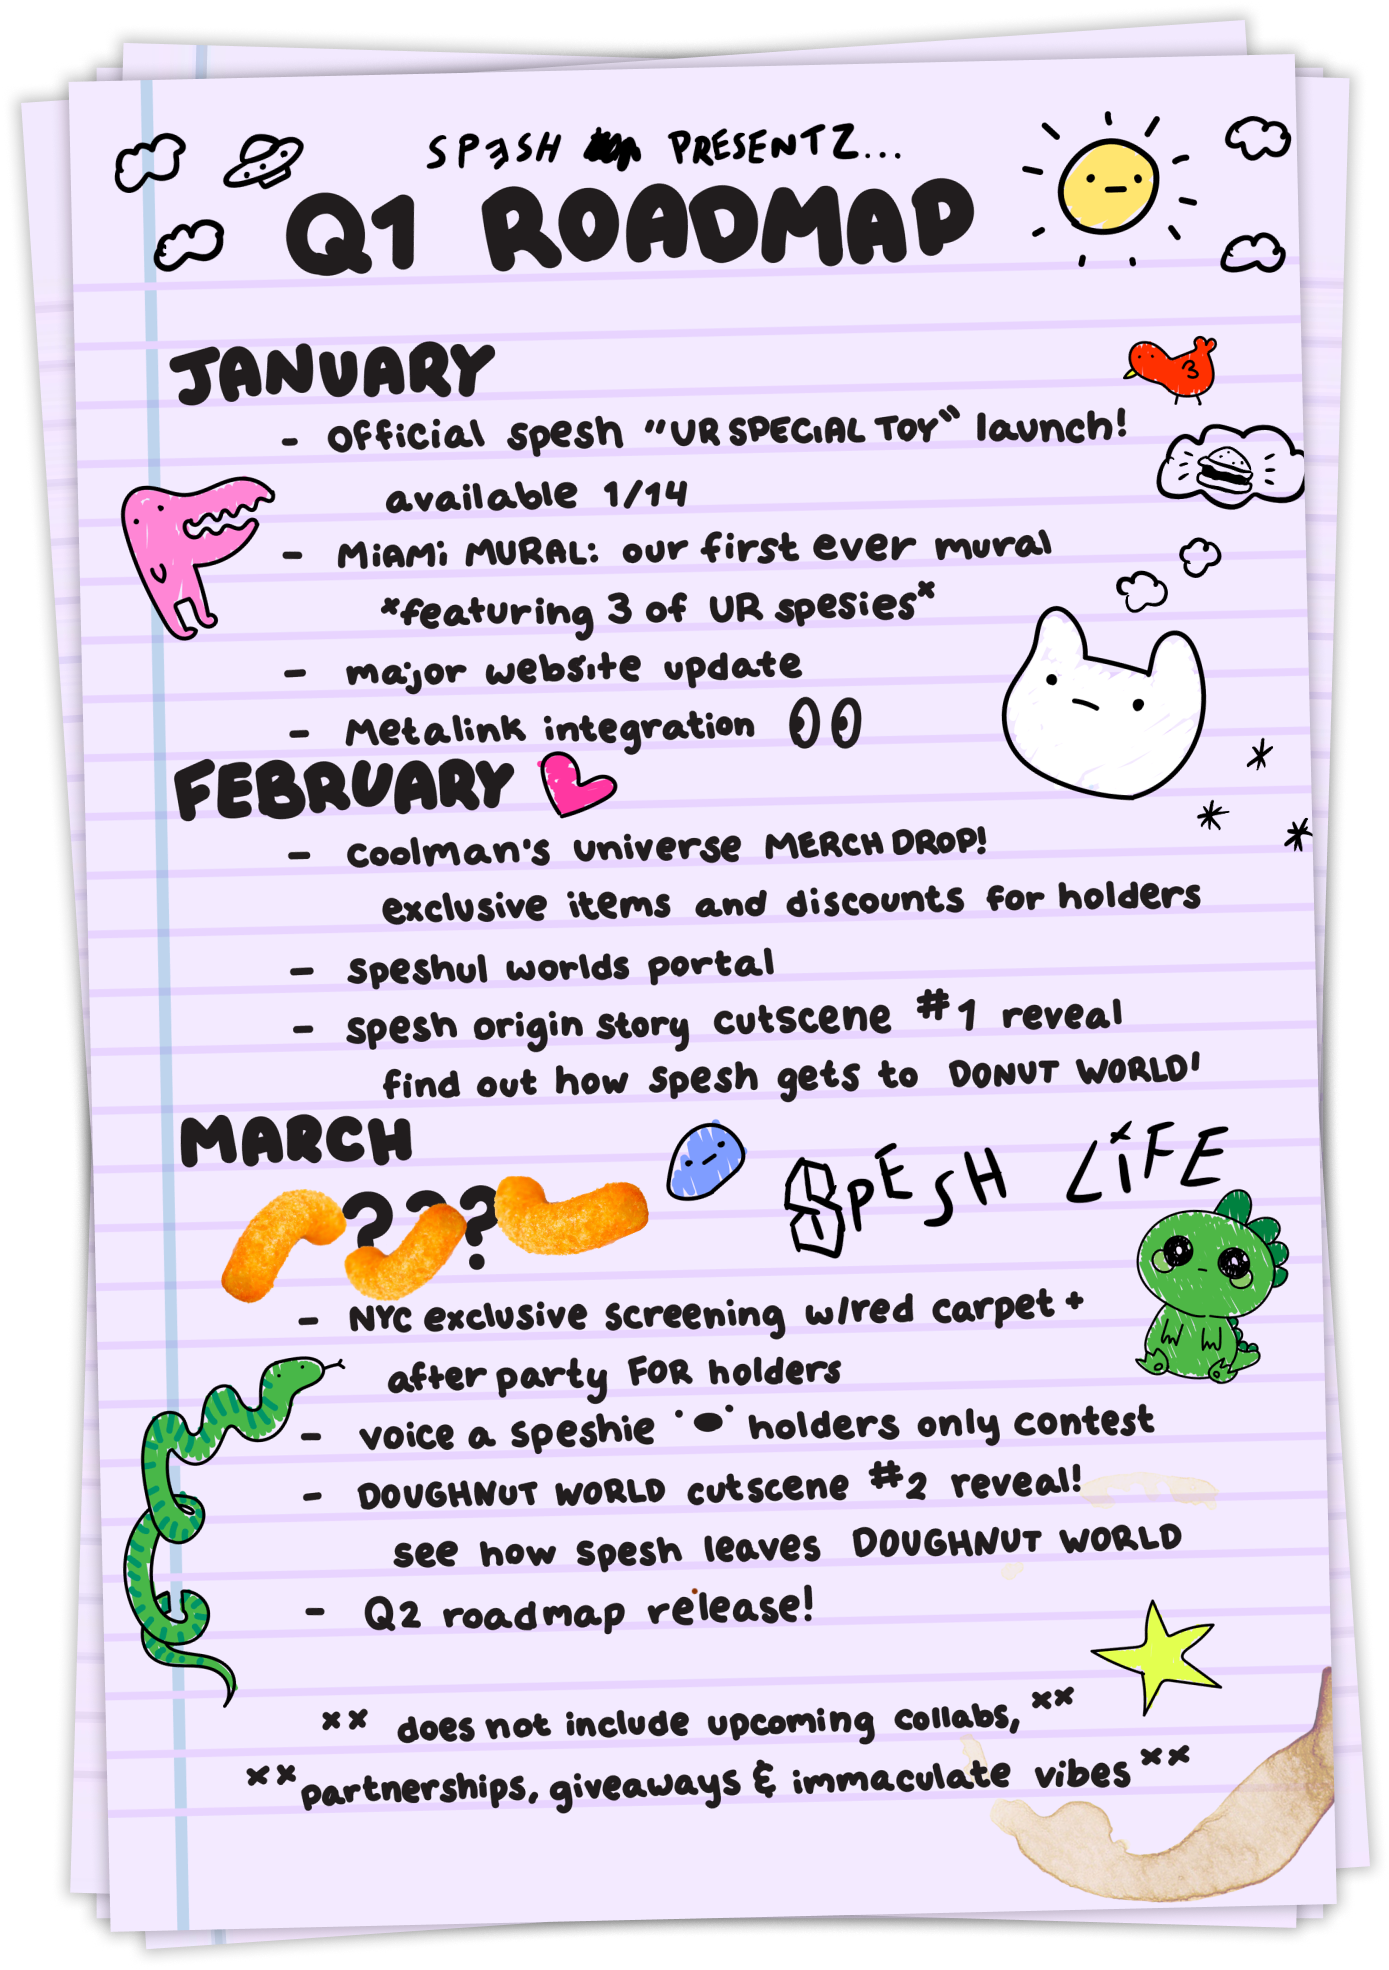 SPESH PRESENTZ...
Q1 ROADMAP
JANUARY
- official spesh "UR SPECIAL TOY" launch!
available 1/14
- MiAMi MURAL: our first ever mural
*featuring 3 of UR spesies*
- major website update
- Metalink integration
FEBRUARY
- coolman's universe MERCH DROP!
exclusive items and discounts for holders
- speshul worlds portal
- spesh origin story cutscene #1 reveal
find out how spesh gets to DONUT WORLD!
MARCH
???
SPESH LiFE
- NYC exclusive screening w/red carpet +
after party FOR holders
- voice a speshie holders only contest
- DOUGHNUT WORLD cutscene #2 reveal!
see how spesh leaves DOUGHNUT WORLD
- Q2 roadmap release!
** does not include upcoming collabs, **
** partnerships, giveaways & immaculate vibes **